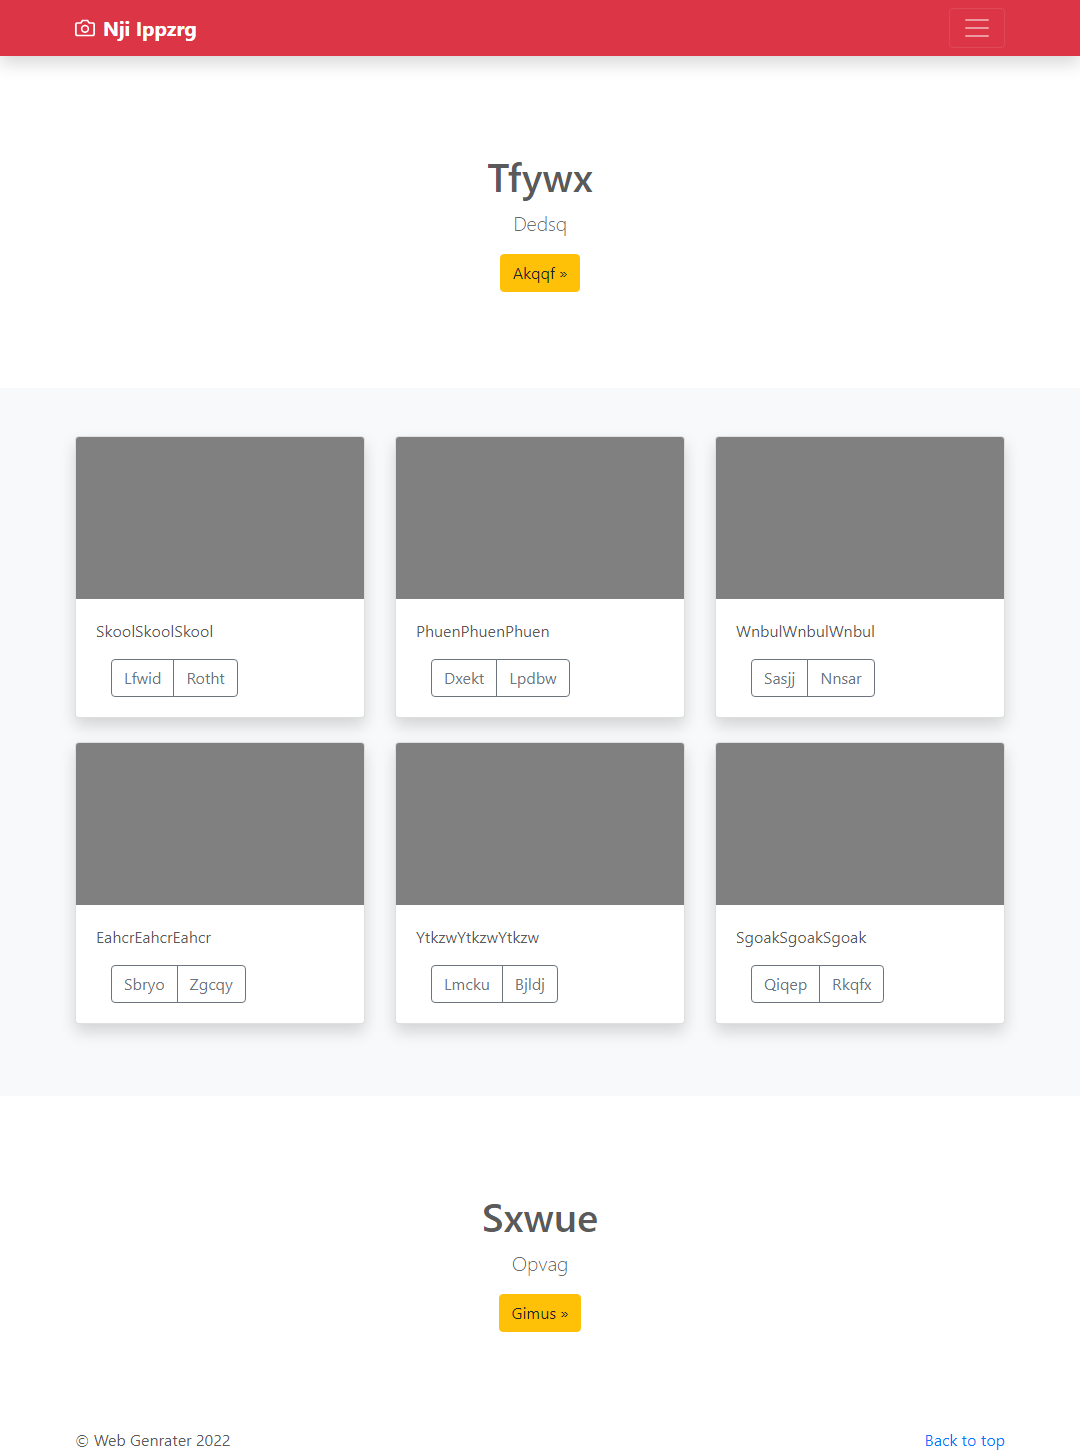 Nji Ippzrg
Tfywx
Dedsq
Akqqf »
SkoolSkoolSkool
Lfwid Rotht
PhuenPhuenPhuen
Dxekt Lpdbw
WnbulWnbulWnbul
Sasjj Nnsar
EahcrEahcrEahcr
Sbryo Zgcqy
YtkzwYtkzwYtkzw
Lmcku Bjldj
SgoakSgoakSgoak
Qiqep Rkqfx
Sxwue
Opvag
Gimus »
© Web Genrater 2022
Back to top